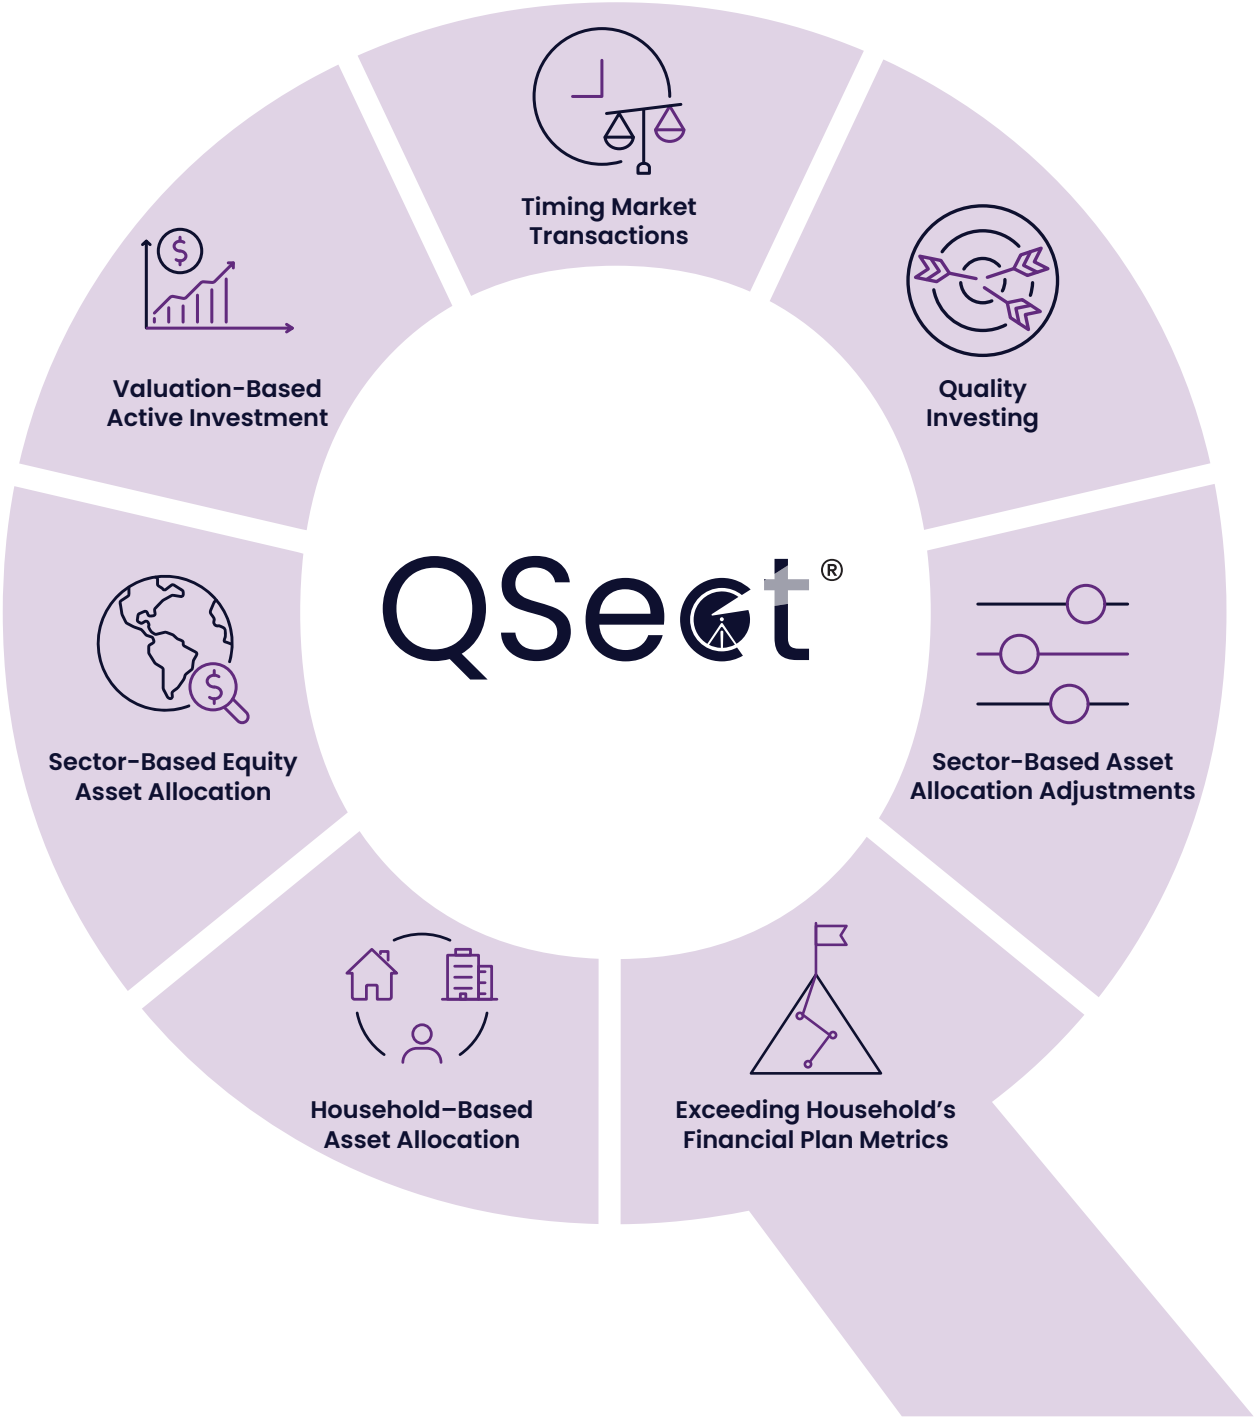 Timing Market
Transactions
Quality
Investing
Sector-Based Asset
Allocation Adjustments
Exceeding Household’s
Financial Plan Metrics
Household–Based
Asset Allocation
Sector-Based Equity
Asset Allocation
$
Valuation-Based
Active Investment
$
QSect®